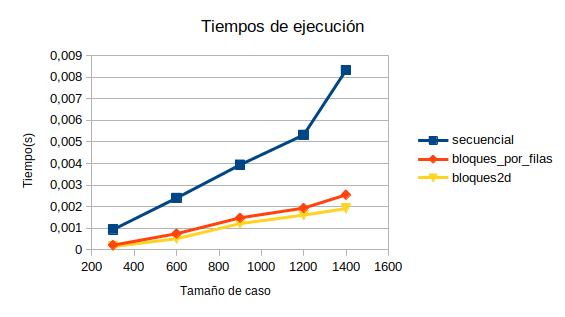 Tiempos de ejecución
0,009
0,008
0,007
0,006
0,005
0,004
0,003
0,002
0,001
0
Tiempo(s)
200 400 600 800 1000 1200 1400 1600
Tamaño de caso
secuencial
bloques_por_filas
bloques2d